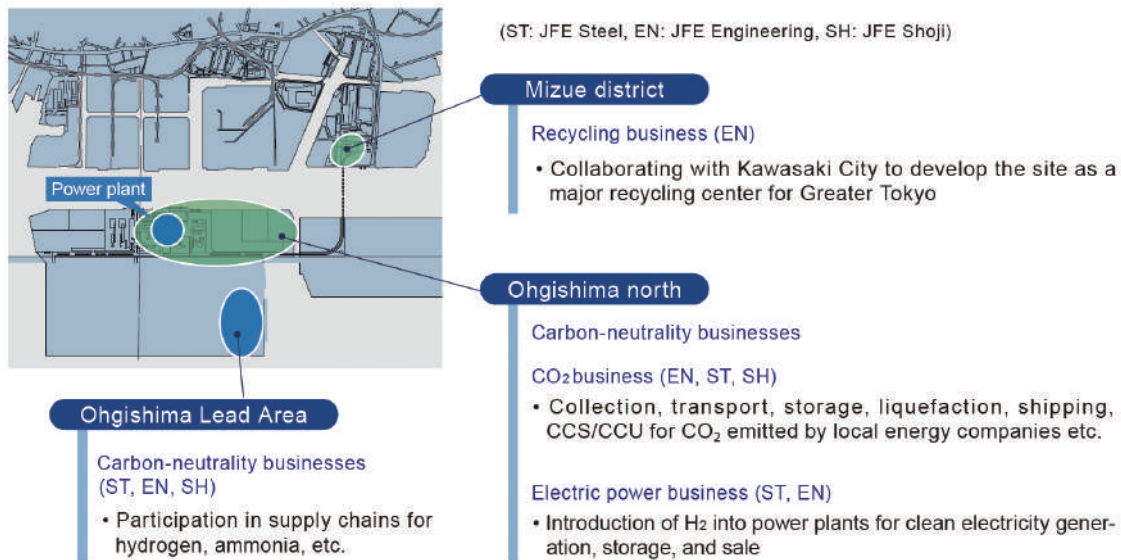 (ST: JFE Steel, EN: JFE Engineering, SH: JFE Shoji)
Mizue district
Recycling business (EN)
• Collaborating with Kawasaki City to develop the site as a
major recycling center for Greater Tokyo
Power plant
Ohgishima north
Carbon-neutrality businesses
CO₂ business (EN, ST, SH)
• Collection, transport, storage, liquefaction, shipping,
CCS/CCU for CO₂ emitted by local energy companies etc.
Electric power business (ST, EN)
• Introduction of H₂ into power plants for clean electricity gener-
ation, storage, and sale
Ohgishima Lead Area
Carbon-neutrality businesses
(ST, EN, SH)
• Participation in supply chains for
hydrogen, ammonia, etc.